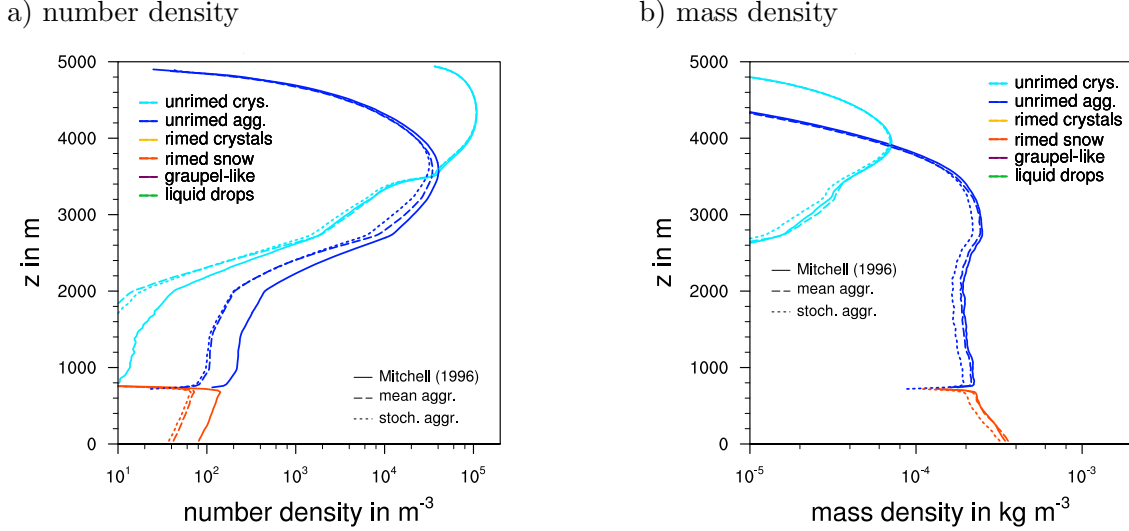 a) number density
5000
4000
3000
2000
1000
0
z in m
unrimed crys.
unrimed agg.
rimed crystals
rimed snow
graupel-like
liquid drops
Mitchell (1996)
mean aggr.
stoch. aggr.
10^1
10^2
10^3
10^4
10^5
number density in m^-3
b) mass density
5000
4000
3000
2000
1000
0
z in m
unrimed crys.
unrimed agg.
rimed crystals
rimed snow
graupel-like
liquid drops
Mitchell (1996)
mean aggr.
stoch. aggr.
10^-5
10^-4
10^-3
mass density in kg m^-3